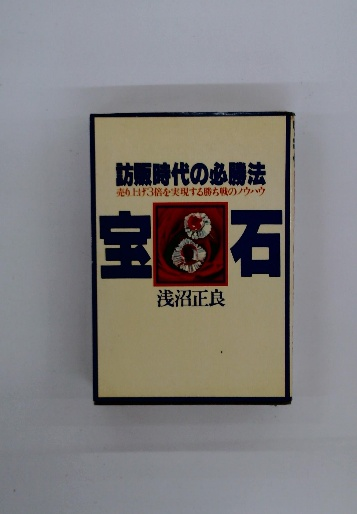 訪販時代の必勝法
売り上げ3倍を実現する勝ち戦のノウハウ
宝石
浅沼正良